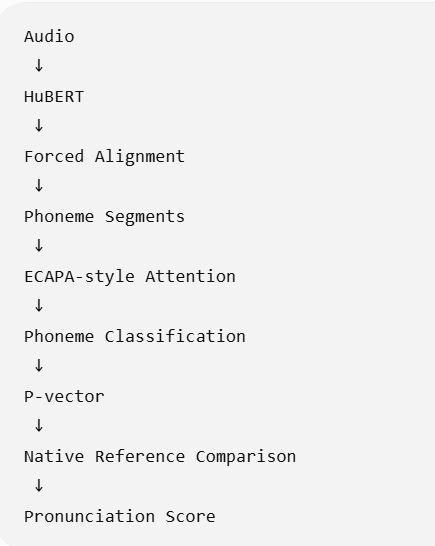 Audio
↓
HuBERT
↓
Forced Alignment
↓
Phoneme Segments
↓
ECAPA-style Attention
↓
Phoneme Classification
↓
P-vector
↓
Native Reference Comparison
↓
Pronunciation Score